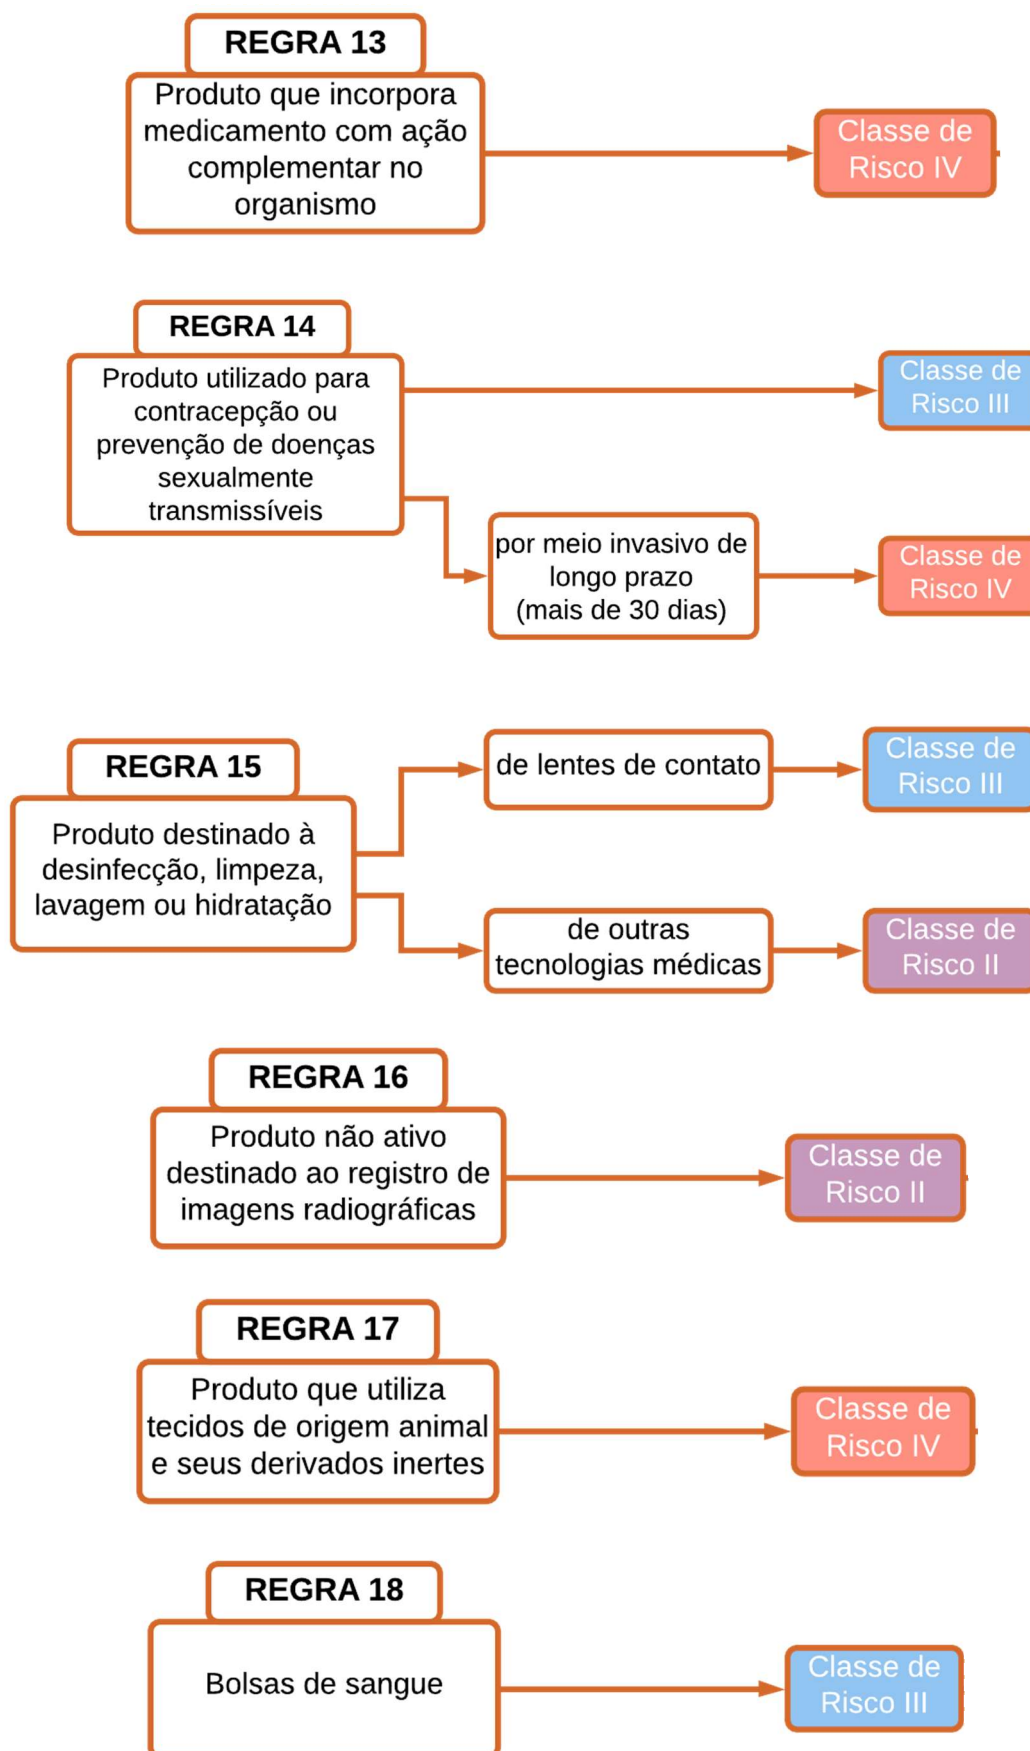 REGRA 13
Produto que incorpora
medicamento com ação
complementar no
organismo
Classe de
Risco IV
REGRA 14
Produto utilizado para
contracepção ou
prevenção de doenças
sexualmente
transmissíveis
Classe de
Risco III
por meio invasivo de
longo prazo
(mais de 30 dias)
Classe de
Risco IV
REGRA 15
Produto destinado à
desinfecção, limpeza,
lavagem ou hidratação
de lentes de contato
Classe de
Risco III
de outras
tecnologias médicas
Classe de
Risco II
REGRA 16
Produto não ativo
destinado ao registro de
imagens radiográficas
Classe de
Risco II
REGRA 17
Produto que utiliza
tecidos de origem animal
e seus derivados inertes
Classe de
Risco IV
REGRA 18
Bolsas de sangue
Classe de
Risco III